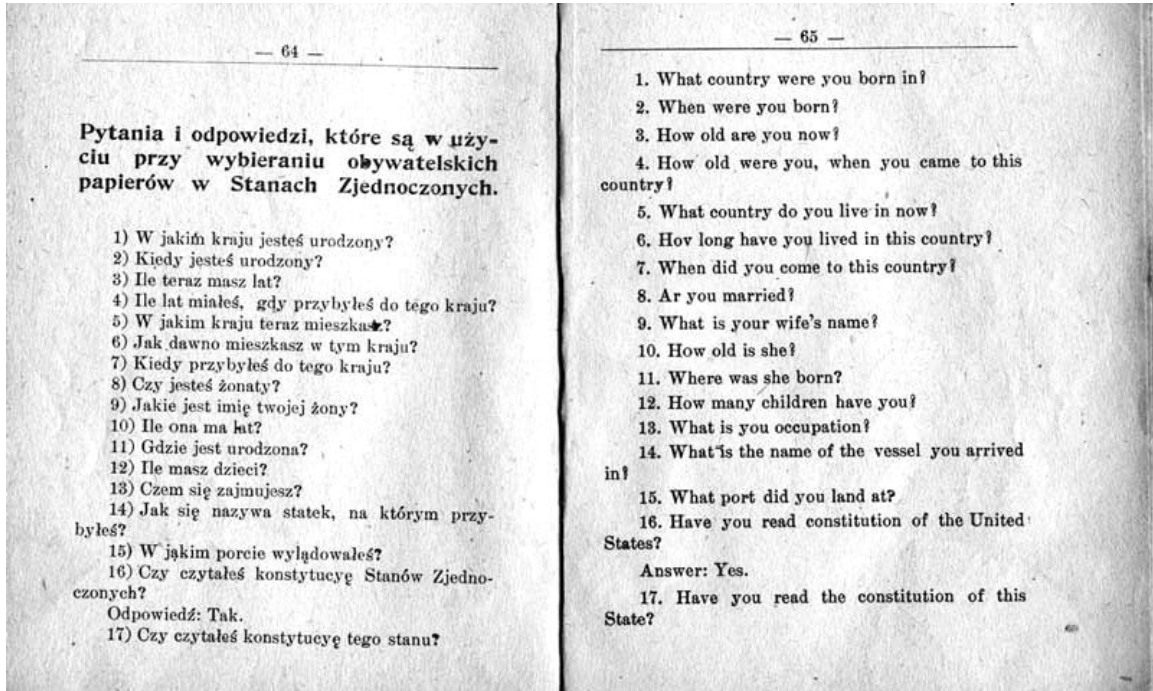 — 64 —
Pytania i odpowiedzi, które są w uży-
ciu przy wybieraniu obywatelskich
papierów w Stanach Zjednoczonych.
1) W jakim kraju jesteś urodzony?
2) Kiedy jesteś urodzony?
3) Ile teraz masz lat?
4) Ile lat miałeś, gdy przybyłeś do tego kraju?
5) W jakim kraju teraz mieszkasz?
6) Jak dawno mieszkasz w tym kraju?
7) Kiedy przybyłeś do tego kraju?
8) Czy jesteś żonaty?
9) Jakie jest imię twojej żony?
10) Ile ona ma lat?
11) Gdzie jest urodzona?
12) Ile masz dzieci?
13) Czem się zajmujesz?
14) Jak się nazywa statek, na którym przy-
byłeś?
15) W jakim porcie wylądowałeś?
16) Czy czytałeś konstytucyę Stanów Zjedno-
czonych?
Odpowiedź: Tak.
17) Czy czytałeś konstytucyę tego stanu?
— 65 —
1. What country were you born in?
2. When were you born?
3. How old are you now?
4. How old were you, when you came to this
country?
5. What country do you live in now?
6. Hov long have you lived in this country?
7. When did you come to this country?
8. Ar you married?
9. What is your wife's name?
10. How old is she?
11. Where was she born?
12. How many children have you?
13. What is you occupation?
14. What is the name of the vessel you arrived
in?
15. What port did you land at?
16. Have you read constitution of the United
States?
Answer: Yes.
17. Have you read the constitution of this
State?